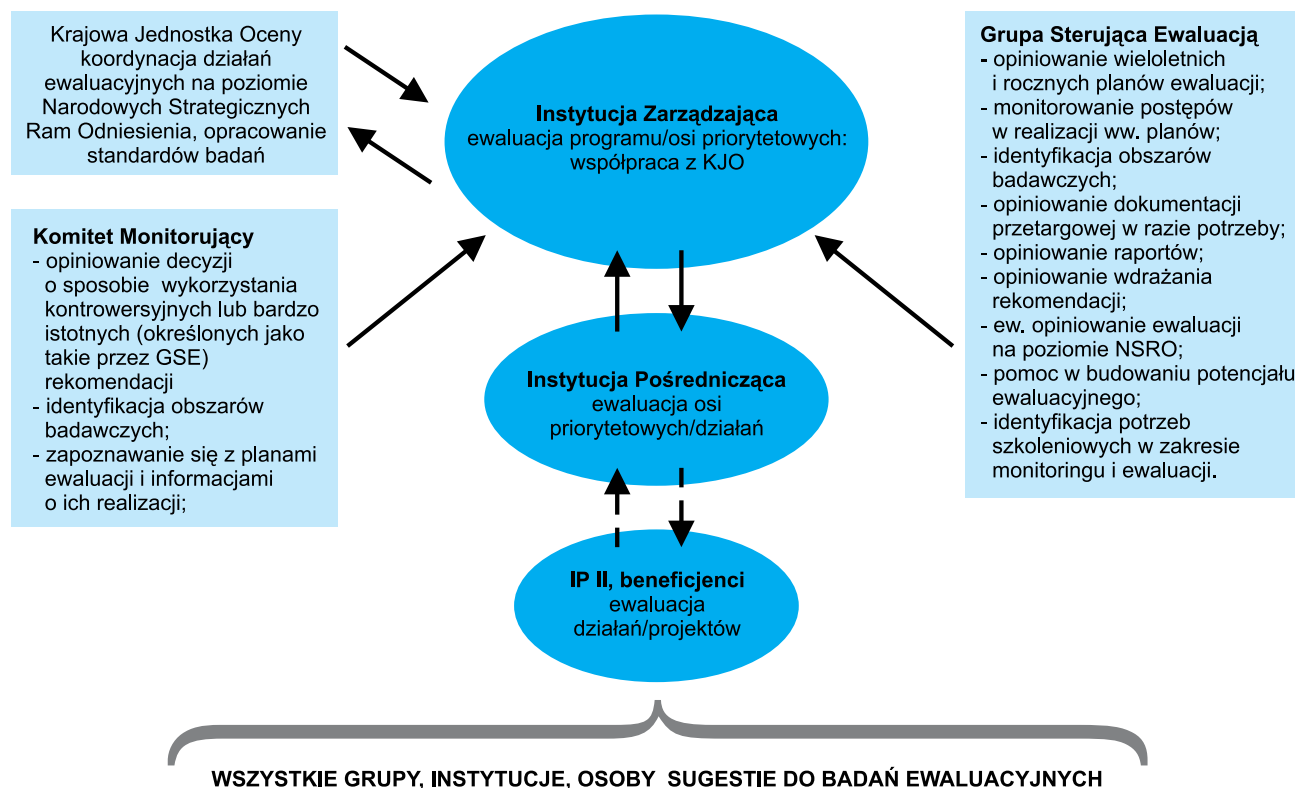 Krajowa Jednostka Oceny
koordynacja działań
ewaluacyjnych na poziomie
Narodowych Strategicznych
Ram Odniesienia, opracowanie
standardów badań
Komitet Monitorujący
- opiniowanie decyzji
o sposobie wykorzystania
kontrowersyjnych lub bardzo
istotnych (określonych jako
takie przez GSE)
rekomendacji
- identyfikacja obszarów
badawczych;
- zapoznawanie się z planami
ewaluacji i informacjami
o ich realizacji;
Instytucja Zarządzająca
ewaluacja programu/osi priorytetowych:
współpraca z KJO
Instytucja Pośrednicząca
ewaluacja osi
priorytetowych/działań
IP II, beneficjenci
ewaluacja
działań/projektów
Grupa Sterująca Ewaluacją
- opiniowanie wieloletnich
i rocznych planów ewaluacji;
- monitorowanie postępów
w realizacji ww. planów;
- identyfikacja obszarów
badawczych;
- opiniowanie dokumentacji
przetargowej w razie potrzeby;
- opiniowanie raportów;
- opiniowanie wdrażania
rekomendacji;
- ew. opiniowanie ewaluacji
na poziomie NSRO;
- pomoc w budowaniu potencjału
ewaluacyjnego;
- identyfikacja potrzeb
szkoleniowych w zakresie
monitoringu i ewaluacji.
WSZYSTKIE GRUPY, INSTYTUCJE, OSOBY SUGESTIE DO BADAŃ EWALUACYJNYCH